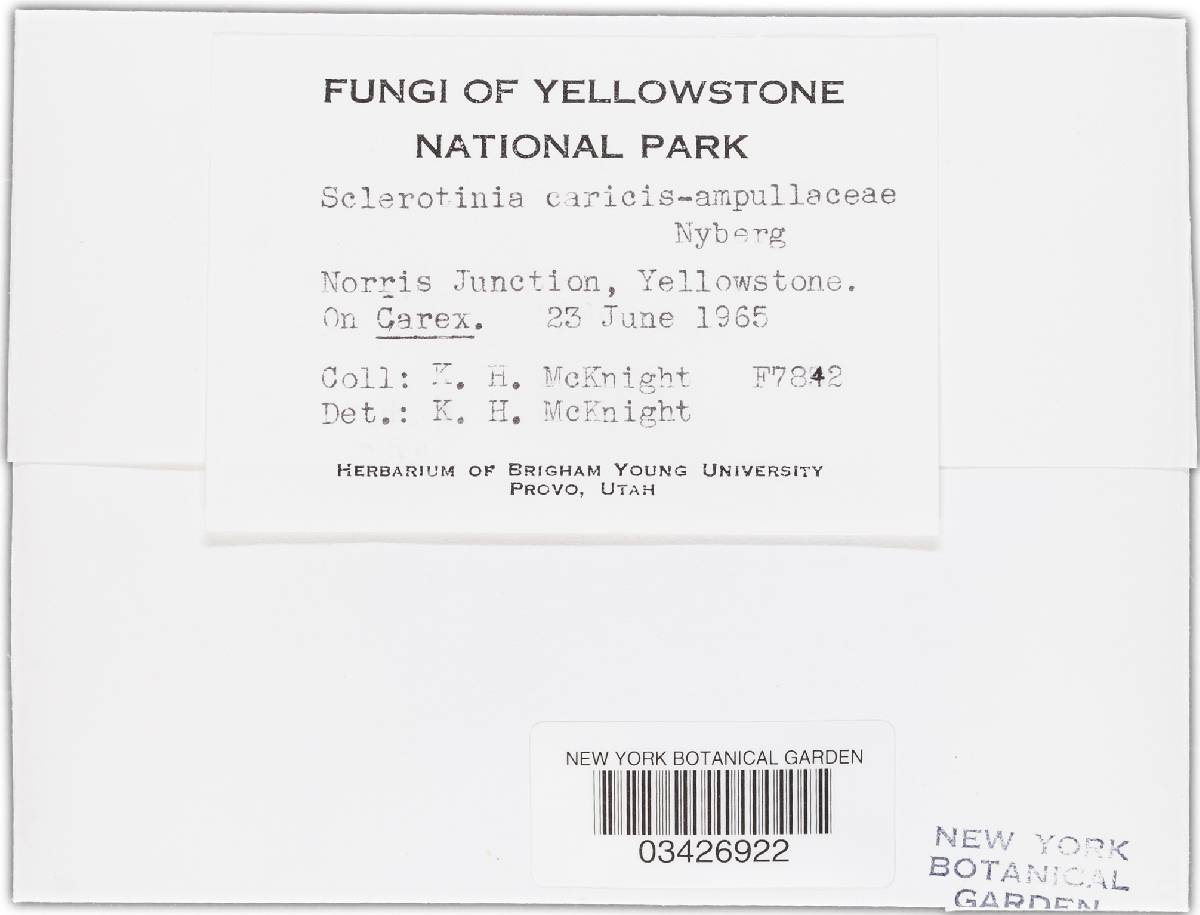 FUNGI OF YELLOWSTONE
NATIONAL PARK
Sclerotinia caricis-ampullaceae
Nyberg
Norris Junction, Yellowstone.
On Carex. 23 June 1965
Coll: K. H. McKnight F7842
Det.: K. H. McKnight
HERBARIUM OF BRIGHAM YOUNG UNIVERSITY
PROVO, UTAH
NEW YORK BOTANICAL GARDEN
03426922
NEW YORK
BOTANICAL
GARDEN